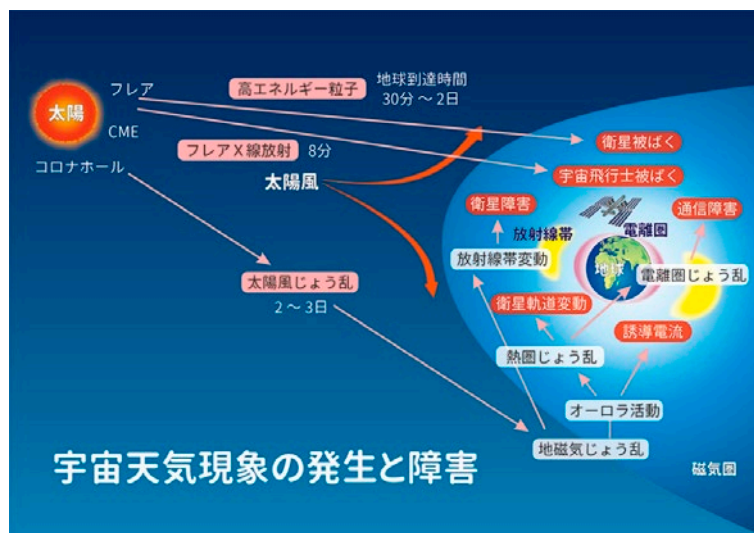 太陽
フレア
CME
コロナホール
高エネルギー粒子
地球到達時間
30分 ～ 2日
フレアX線放射
8分
太陽風
太陽風じょう乱
2 ～ 3日
衛星被ばく
宇宙飛行士被ばく
衛星障害
通信障害
放射線帯
電離圏
放射線帯変動
地球
電離圏じょう乱
衛星軌道変動
誘導電流
熱圏じょう乱
オーロラ活動
地磁気じょう乱
磁気圏
宇宙天気現象の発生と障害